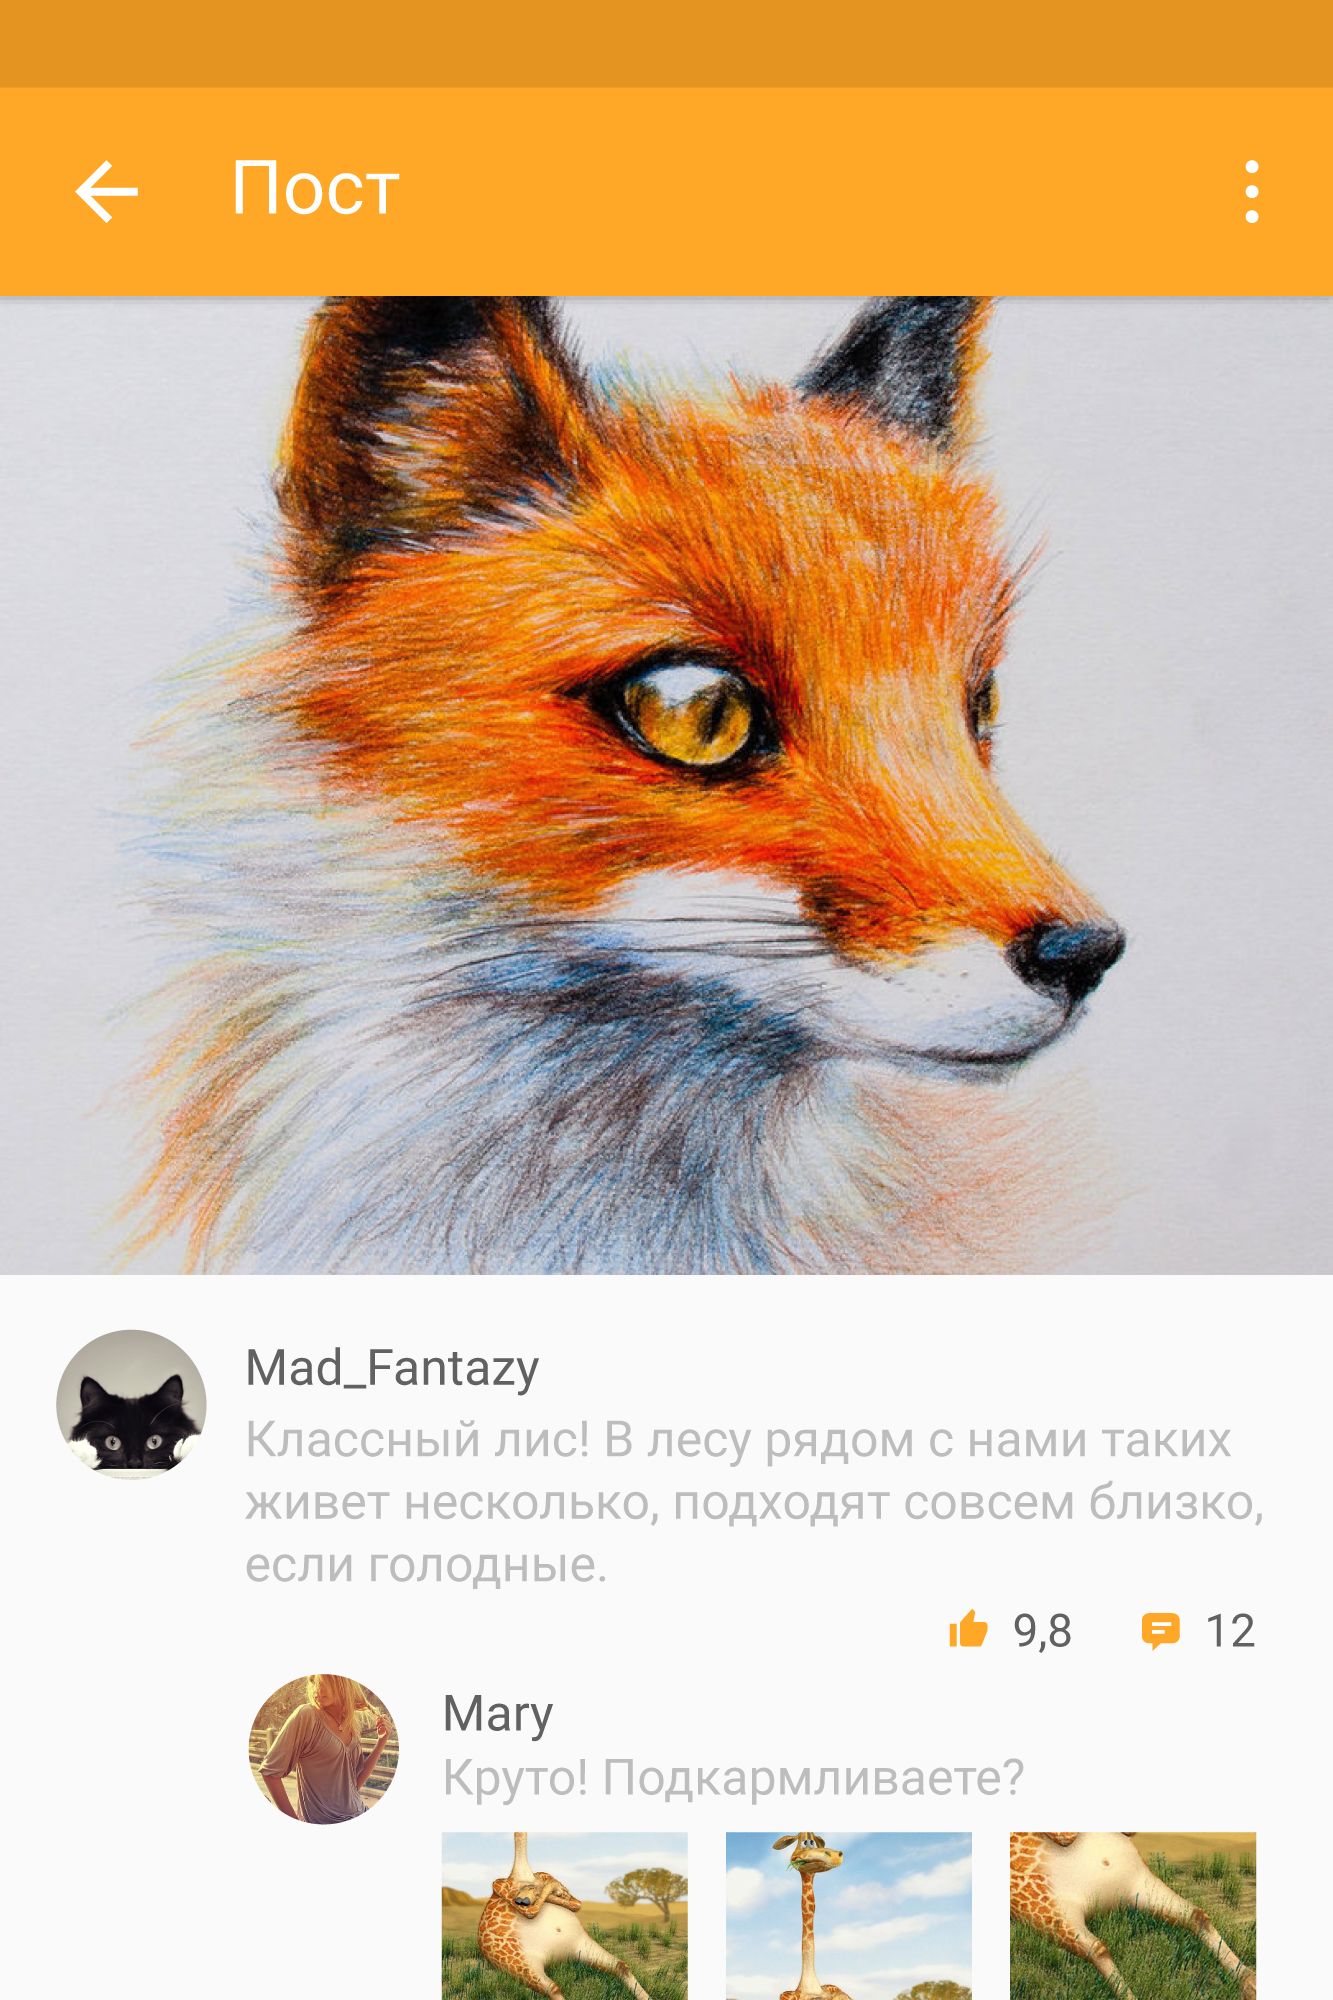 Пост
Mad_Fantazy
Классный лис! В лесу рядом с нами таких
живет несколько, подходят совсем близко,
если голодные.
9,8 12
Mary
Круто! Подкармливаете?